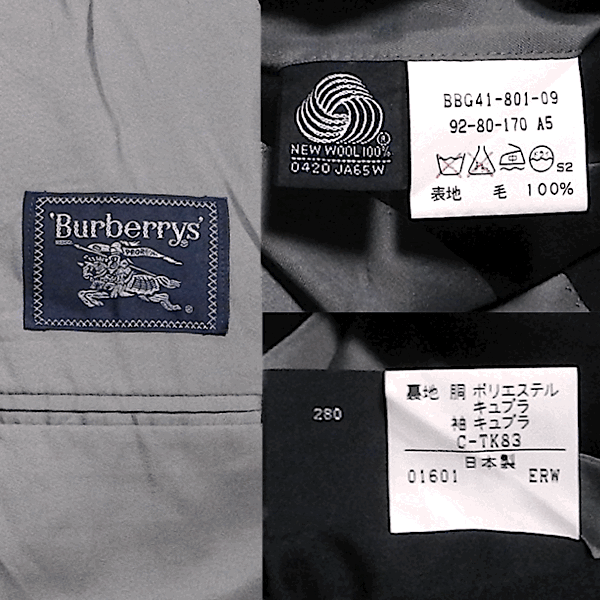 'Burberrys'
PRORSUM
NEW WOOL 100%
0420 JA65W
BBG41-801-09
92-80-170 A5
S2
表地 毛 100%
280
裏地 胴 ポリエステル
キュプラ
袖 キュプラ
C-TK83
日本製
01601 ERW